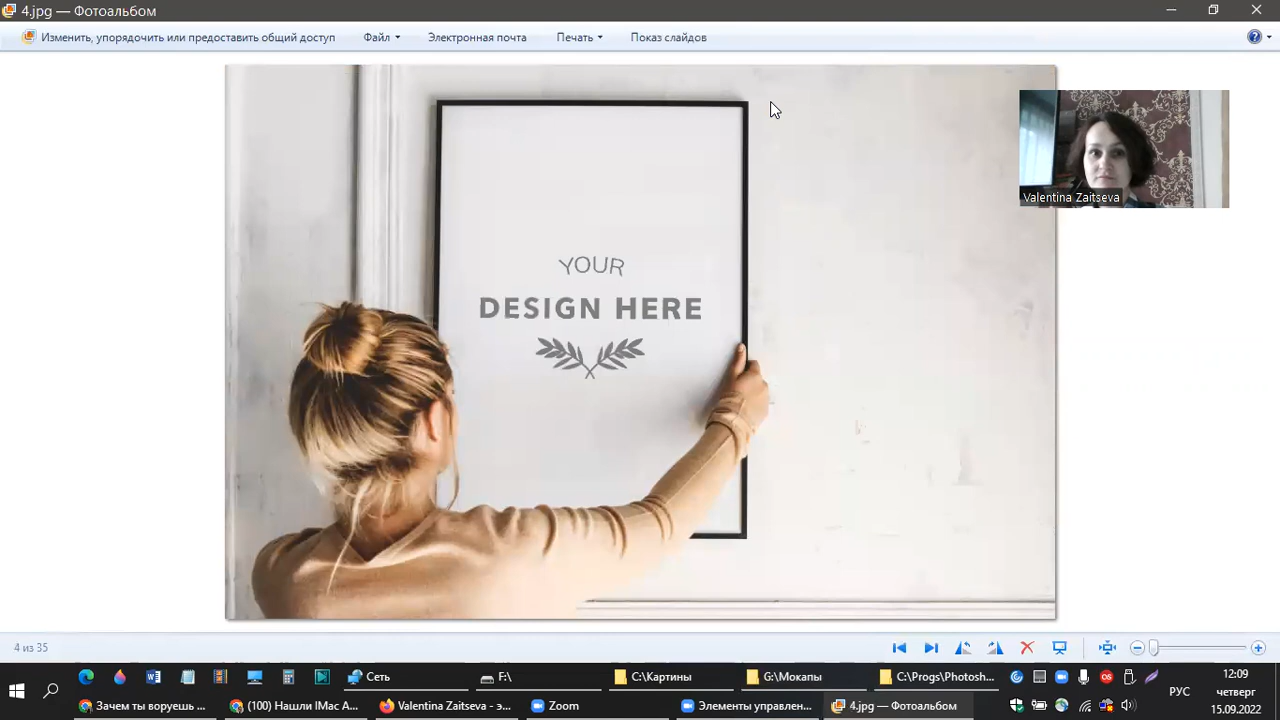 4.jpg — Фотоальбом
Изменить, упорядочить или предоставить общий доступ Файл Электронная почта Печать Показ слайдов
Valentina Zaitseva
YOUR
DESIGN HERE
4 из 35
Сеть F:\ C:\Картины G:\Мокапы C:\Progs\Photosh...
12:09
РУС
четверг
Зачем ты воруешь ... (100) Нашли IMac A... Valentina Zaitseva - э... Zoom Элементы управлен... 4.jpg — Фотоальбом
15.09.2022